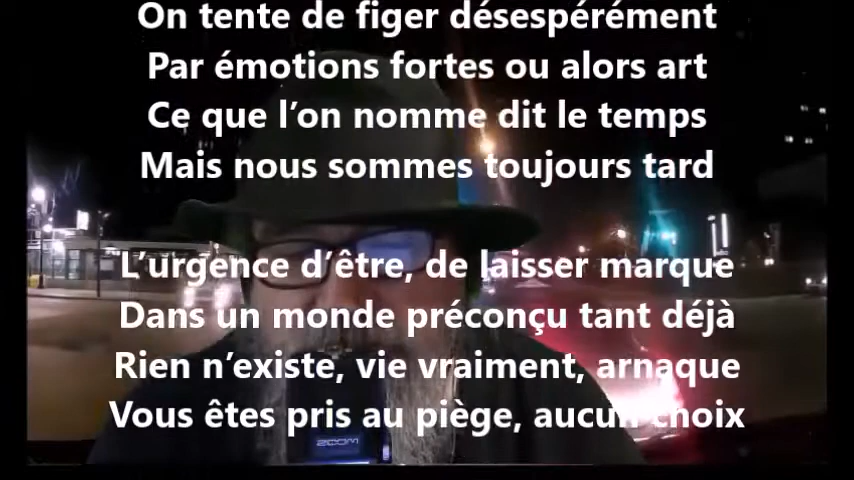 On tente de figer désespérément
Par émotions fortes ou alors art
Ce que l’on nomme dit le temps
Mais nous sommes toujours tard
L’urgence d’être, de laisser marque
Dans un monde préconçu tant déjà
Rien n’existe, vie vraiment, arnaque
Vous êtes pris au piège, aucun choix
ZOOM